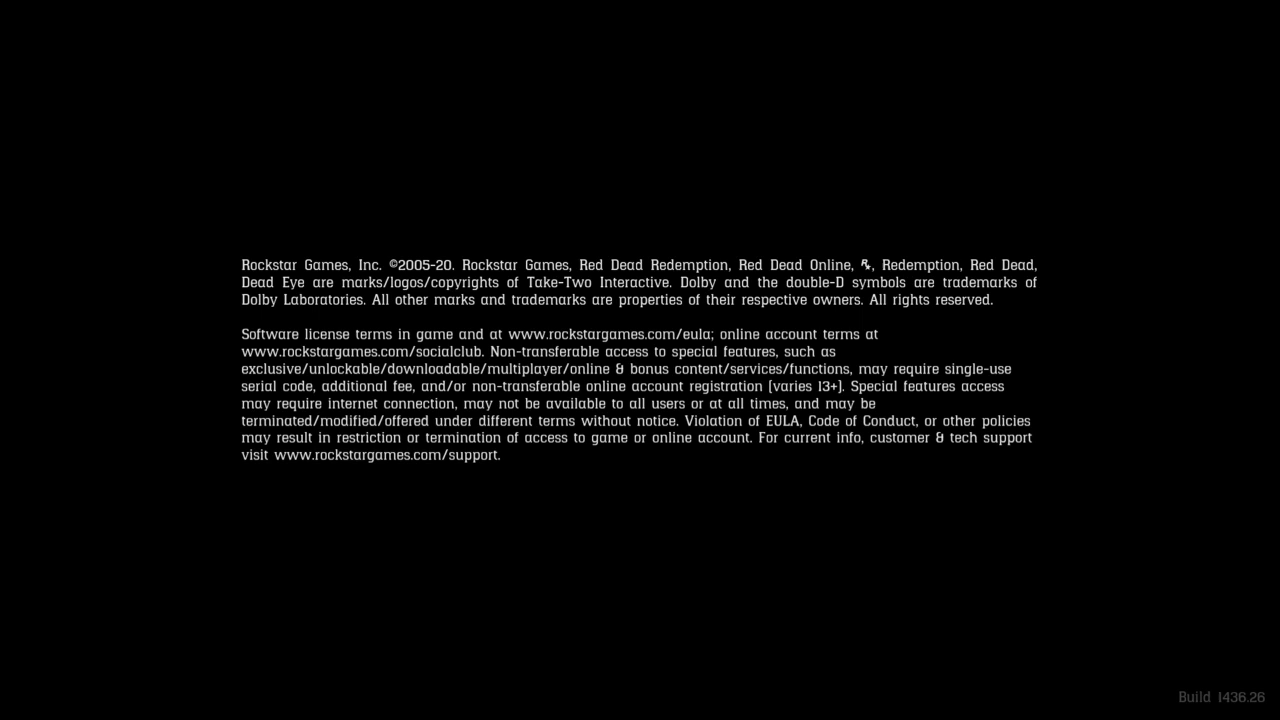 Rockstar Games, Inc. ©2005-20. Rockstar Games, Red Dead Redemption, Red Dead Online, R*, Redemption, Red Dead,
Dead Eye are marks/logos/copyrights of Take-Two Interactive. Dolby and the double-D symbols are trademarks of
Dolby Laboratories. All other marks and trademarks are properties of their respective owners. All rights reserved.
Software license terms in game and at www.rockstargames.com/eula; online account terms at
www.rockstargames.com/socialclub. Non-transferable access to special features, such as
exclusive/unlockable/downloadable/multiplayer/online & bonus content/services/functions, may require single-use
serial code, additional fee, and/or non-transferable online account registration (varies 13+). Special features access
may require internet connection, may not be available to all users or at all times, and may be
terminated/modified/offered under different terms without notice. Violation of EULA, Code of Conduct, or other policies
may result in restriction or termination of access to game or online account. For current info, customer & tech support
visit www.rockstargames.com/support.
Build 1436.26